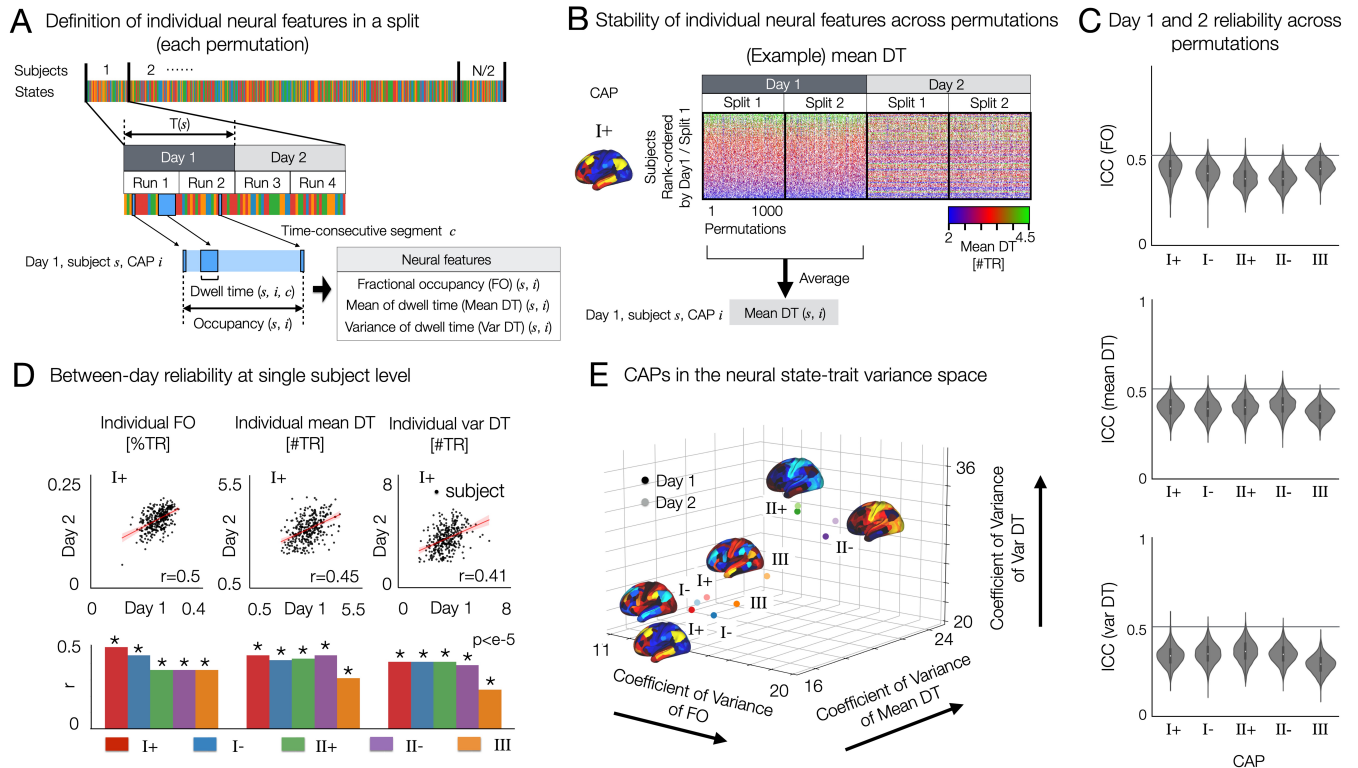 A Definition of individual neural features in a split
(each permutation)
Subjects 1 2 ...... N/2
States
T(s)
Day 1 Day 2
Run 1 Run 2 Run 3 Run 4
Time-consecutive segment c
Day 1, subject s, CAP i
Dwell time (s, i, c)
Occupancy (s, i)
Neural features
Fractional occupancy (FO) (s, i)
Mean of dwell time (Mean DT) (s, i)
Variance of dwell time (Var DT) (s, i)
B Stability of individual neural features across permutations
(Example) mean DT
CAP
I+
Day 1 Day 2
Split 1 Split 2 Split 1 Split 2
Subjects
Rank-ordered
by Day1 / Split 1
1 1000
Permutations
2 4.5
Mean DT
[#TR]
Average
Day 1, subject s, CAP i Mean DT (s, i)
C Day 1 and 2 reliability across
permutations
ICC (FO)
0.5
0
I+ I- II+ II- III
ICC (mean DT)
1
0.5
0
I+ I- II+ II- III
ICC (var DT)
1
0.5
0
I+ I- II+ II- III
CAP
D Between-day reliability at single subject level
Individual FO
[%TR]
I+
0.25
Day 2
0
r=0.5
0 Day 1 0.4
Individual mean DT
[#TR]
I+
5.5
Day 2
0.5
r=0.45
0.5 Day 1 5.5
Individual var DT
[#TR]
I+
subject
8
Day 2
0
r=0.41
0 Day 1 8
p<e-5
0.5
r
0
* * * * *
* * * * *
* * * * *
I+ I- II+ II- III
E CAPs in the neural state-trait variance space
Day 1
Day 2
II+
II-
III
I- I+
III
I+ I-
36
20
Coefficient of Variance
of Var DT
11
20
Coefficient of Variance
of FO
16
24
Coefficient of Variance
of Mean DT